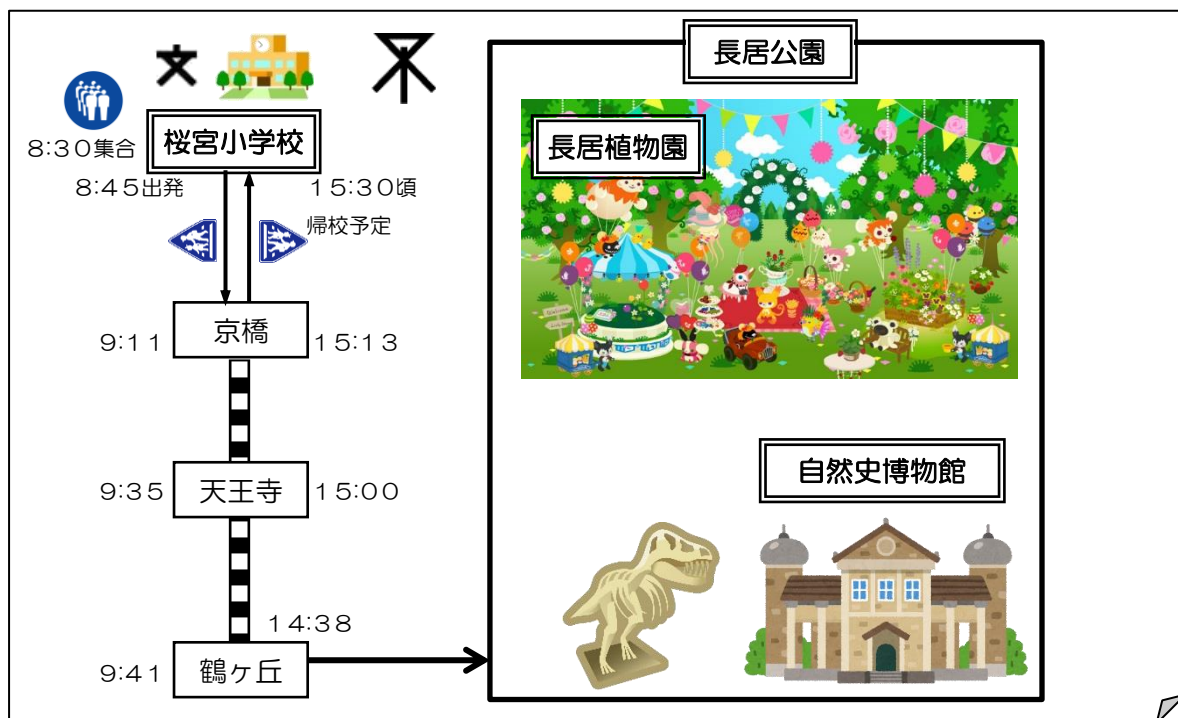 長居公園
長居植物園
自然史博物館
8:30集合
桜宮小学校
8:45出発
15:30頃
帰校予定
9:11
京橋
15:13
9:35
天王寺
15:00
14:38
9:41
鶴ヶ丘